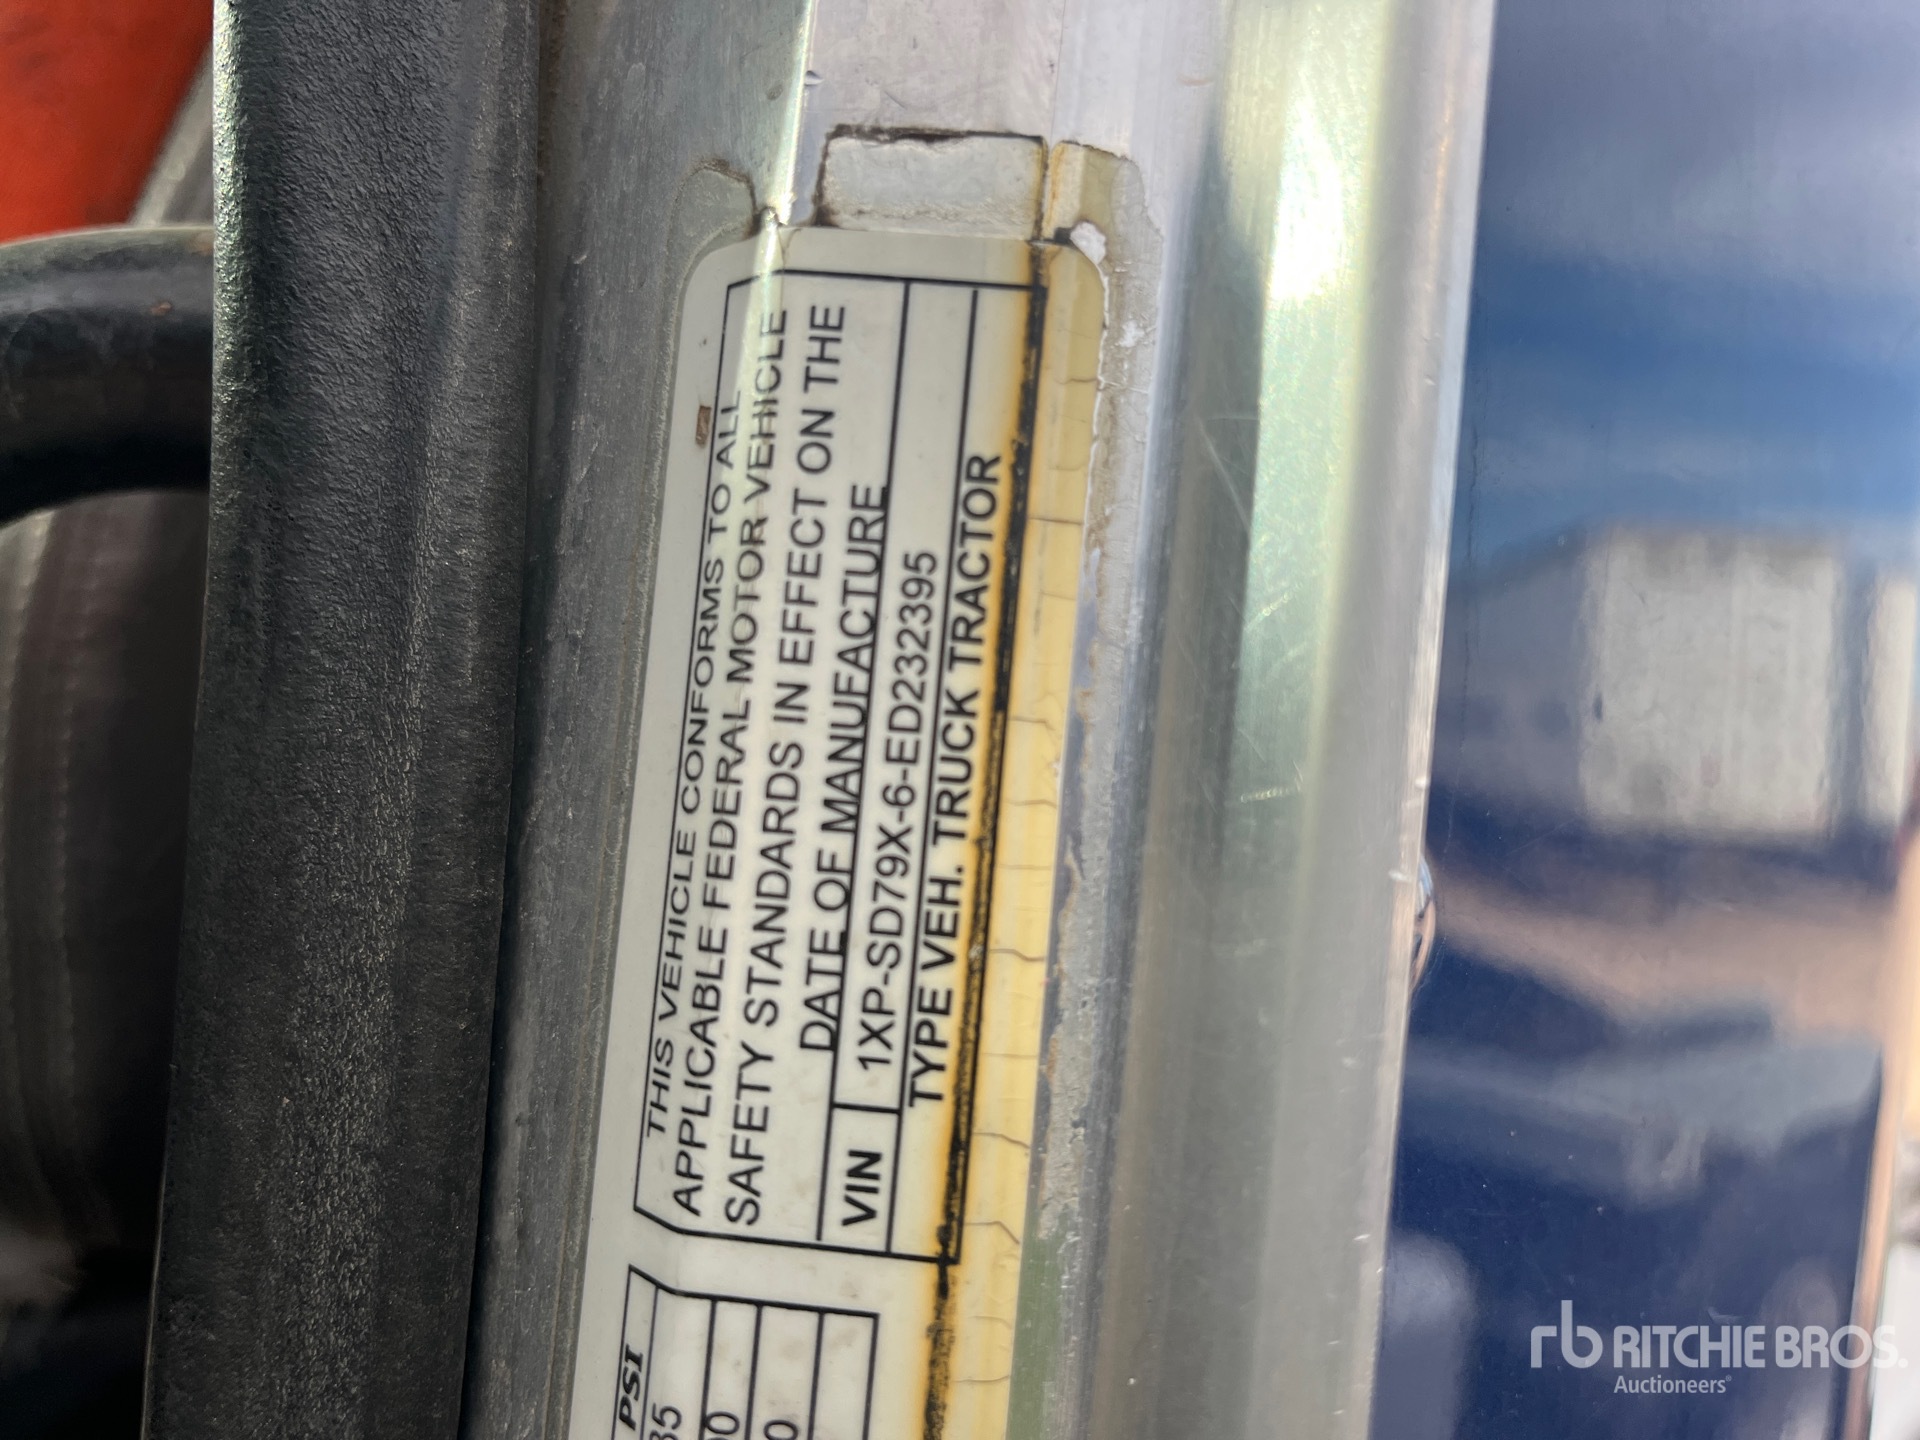 THIS VEHICLE CONFORMS TO ALL
APPLICABLE FEDERAL MOTOR VEHICLE
SAFETY STANDARDS IN EFFECT ON THE
DATE OF MANUFACTURE
VIN 1XP-SD79X-6-ED232395
TYPE VEH. TRUCK TRACTOR
PSI
rb RITCHIE BROS.
Auctioneers